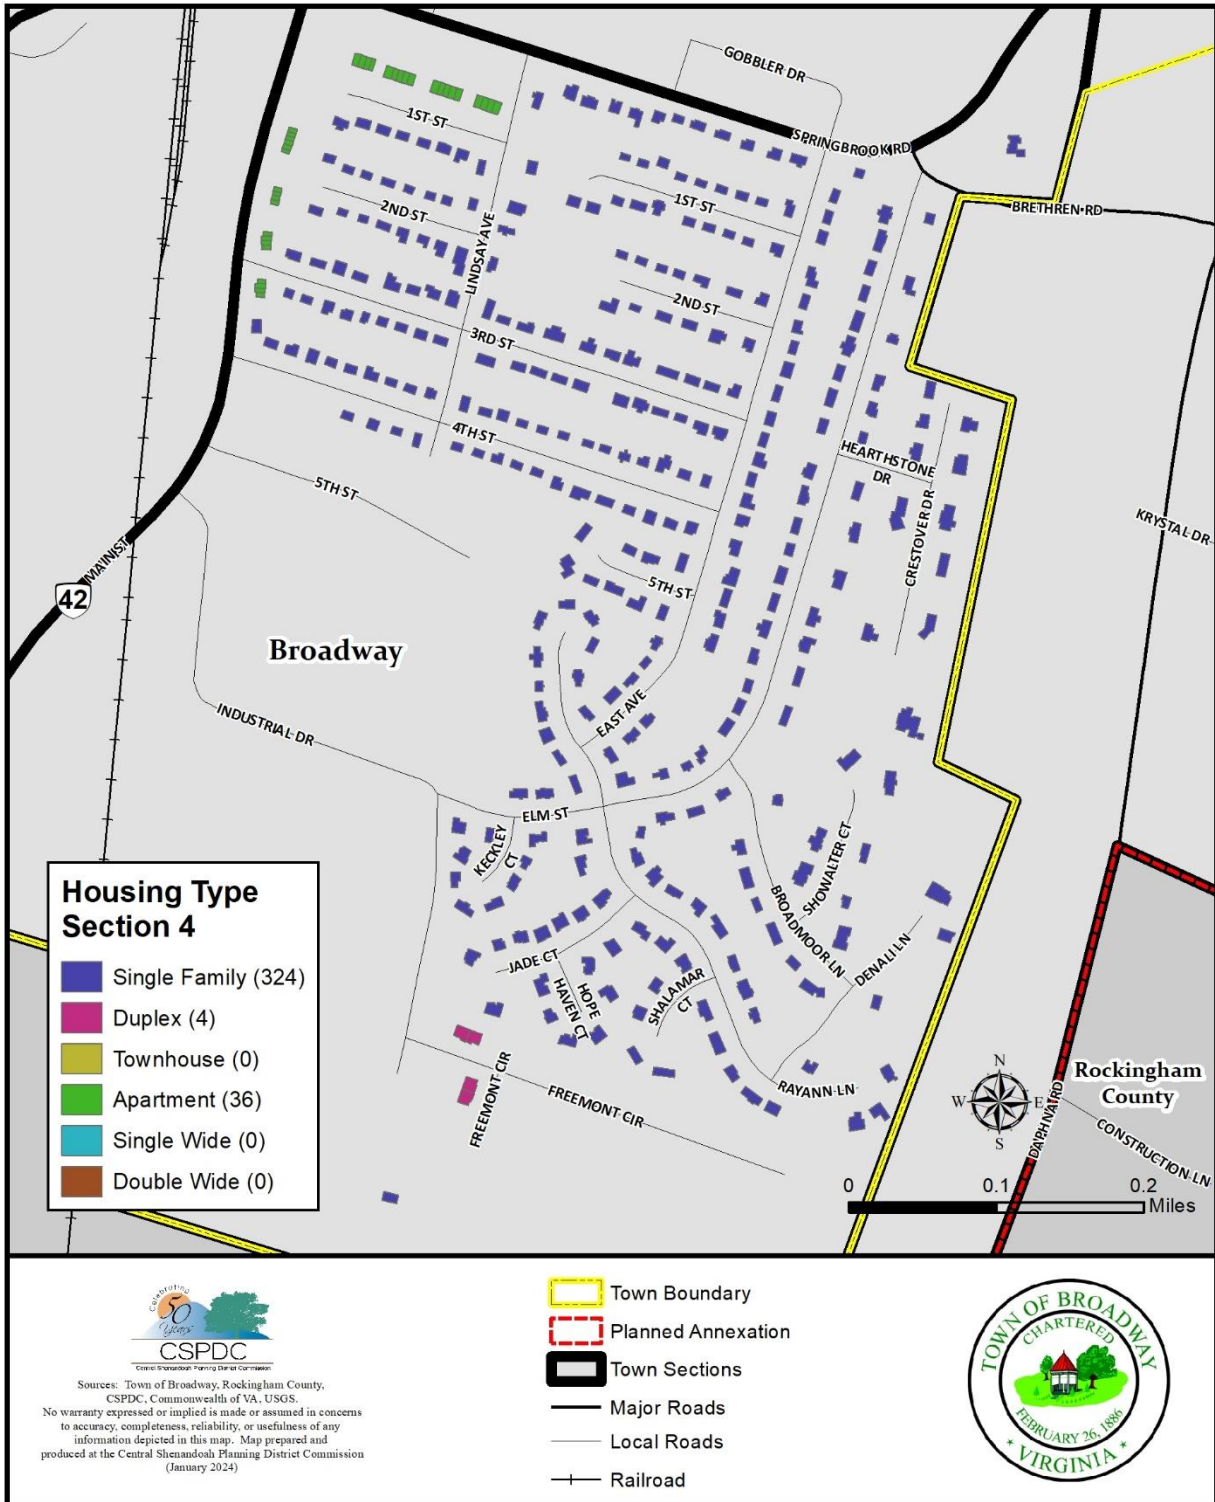 GOBBLER DR
SPRINGBROOK RD
1ST ST
BRETHREN RD
1ST ST
2ND ST
LINDSAY AVE
2ND ST
3RD ST
4TH ST
HEARTHSTONE
DR
CRESTOVER DR
KRYSTAL DR
5TH ST
MAIN ST
42
5TH ST
Broadway
EAST AVE
INDUSTRIAL DR
ELM ST
KECKLEY
CT
SHOWALTER CT
BROADMOOR LN
DENALI LN
JADE CT
HOPE
HAVEN CT
SHALAMAR
CT
RAYANN LN
FREEMONT CIR
FREEMONT CIR
N
W
E
S
Rockingham
County
DAPHNA RD
CONSTRUCTION LN
0
0.1
0.2
Miles
Housing Type
Section 4
Single Family (324)
Duplex (4)
Townhouse (0)
Apartment (36)
Single Wide (0)
Double Wide (0)
Celebrating
50
Years
CSPDC
Central Shenandoah Planning District Commission
Sources: Town of Broadway, Rockingham County,
CSPDC, Commonwealth of VA, USGS.
No warranty expressed or implied is made or assumed in concerns
to accuracy, completeness, reliability, or usefulness of any
information depicted in this map. Map prepared and
produced at the Central Shenandoah Planning District Commission
(January 2024)
Town Boundary
Planned Annexation
Town Sections
Major Roads
Local Roads
Railroad
TOWN OF BROADWAY
CHARTERED
FEBRUARY 26, 1886
* VIRGINIA *